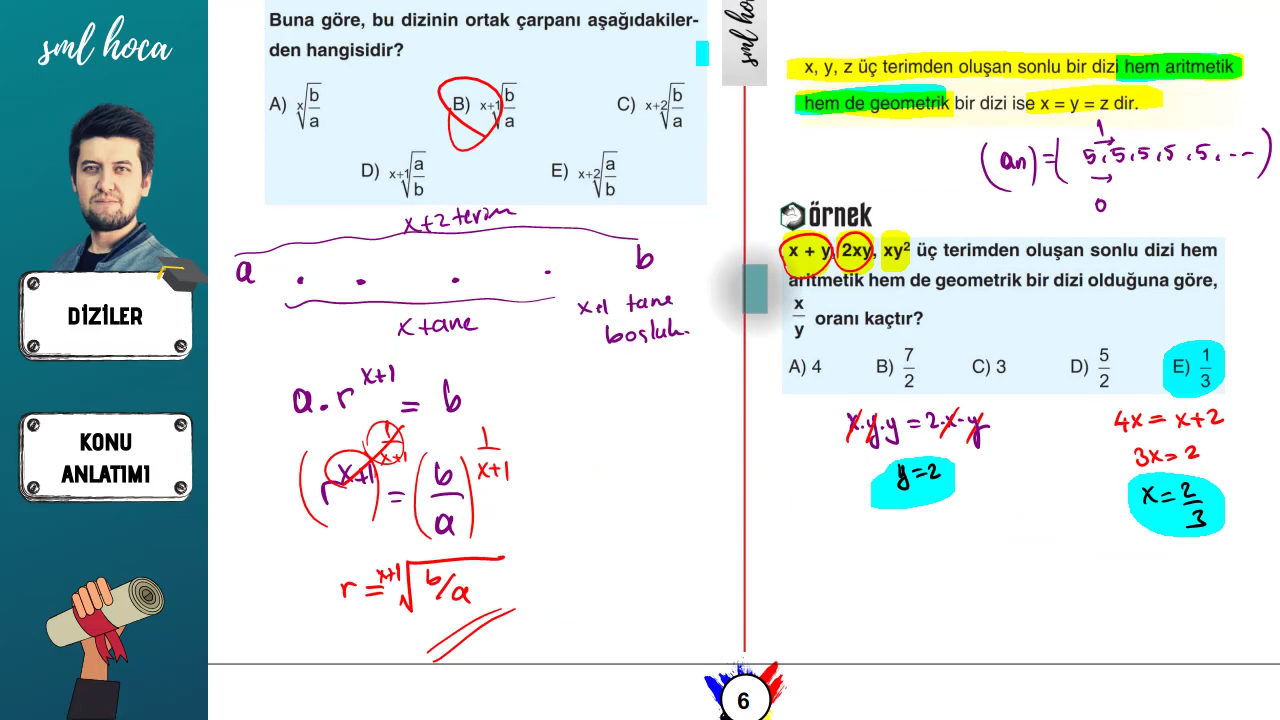 sml hoca
DİZİLER
KONU
ANLATIMI
Buna göre, bu dizinin ortak çarpanı aşağıdakiler-
den hangisidir?
A) ˣ√(b/a) B) ˣ⁺¹√(b/a) C) ˣ⁺²√(b/a)
D) ˣ⁺¹√(a/b) E) ˣ⁺²√(a/b)
x+2 terim
a . . . . b
x tane
x+1 tane
boşluk.
a . r^(x+1) = b
(r^(x+1))^(1/(x+1)) = (b/a)^(1/(x+1))
r = ˣ⁺¹√(b/a)
sml ho
x, y, z üç terimden oluşan sonlu bir dizi hem aritmetik
hem de geometrik bir dizi ise x = y = z dir.
1
(an) = ( 5, 5, 5, 5, 5, ... )
0
örnek
x + y, 2xy, xy² üç terimden oluşan sonlu dizi hem
aritmetik hem de geometrik bir dizi olduğuna göre,
x/y oranı kaçtır?
A) 4 B) 7/2 C) 3 D) 5/2 E) 1/3
x.y.y = 2.x.y
y=2
4x = x+2
3x = 2
x = 2/3
6